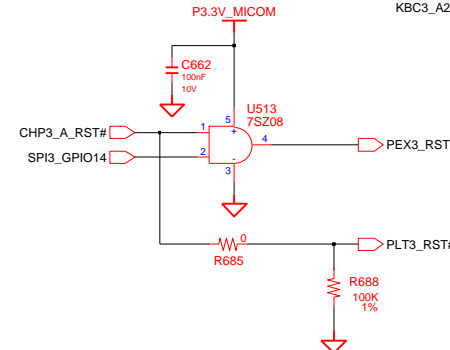 P3.3V_MICOM
KBC3_A2
C662
100nF
10V
U513
7SZ08
5
+
CHP3_A_RST#
1
4
PEX3_RST
SPI3_GPIO14
2
-
3
0
PLT3_RST#
R685
R688
100K
1%